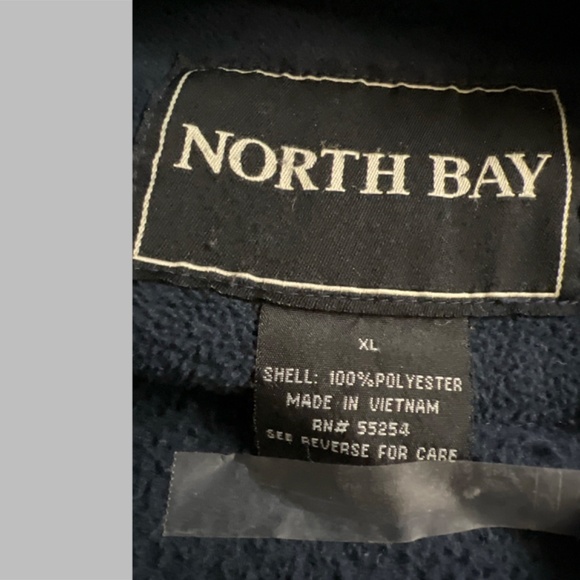 NORTH BAY
XL
SHELL: 100%POLYESTER
MADE IN VIETNAM
RN# 55254
SEE REVERSE FOR CARE